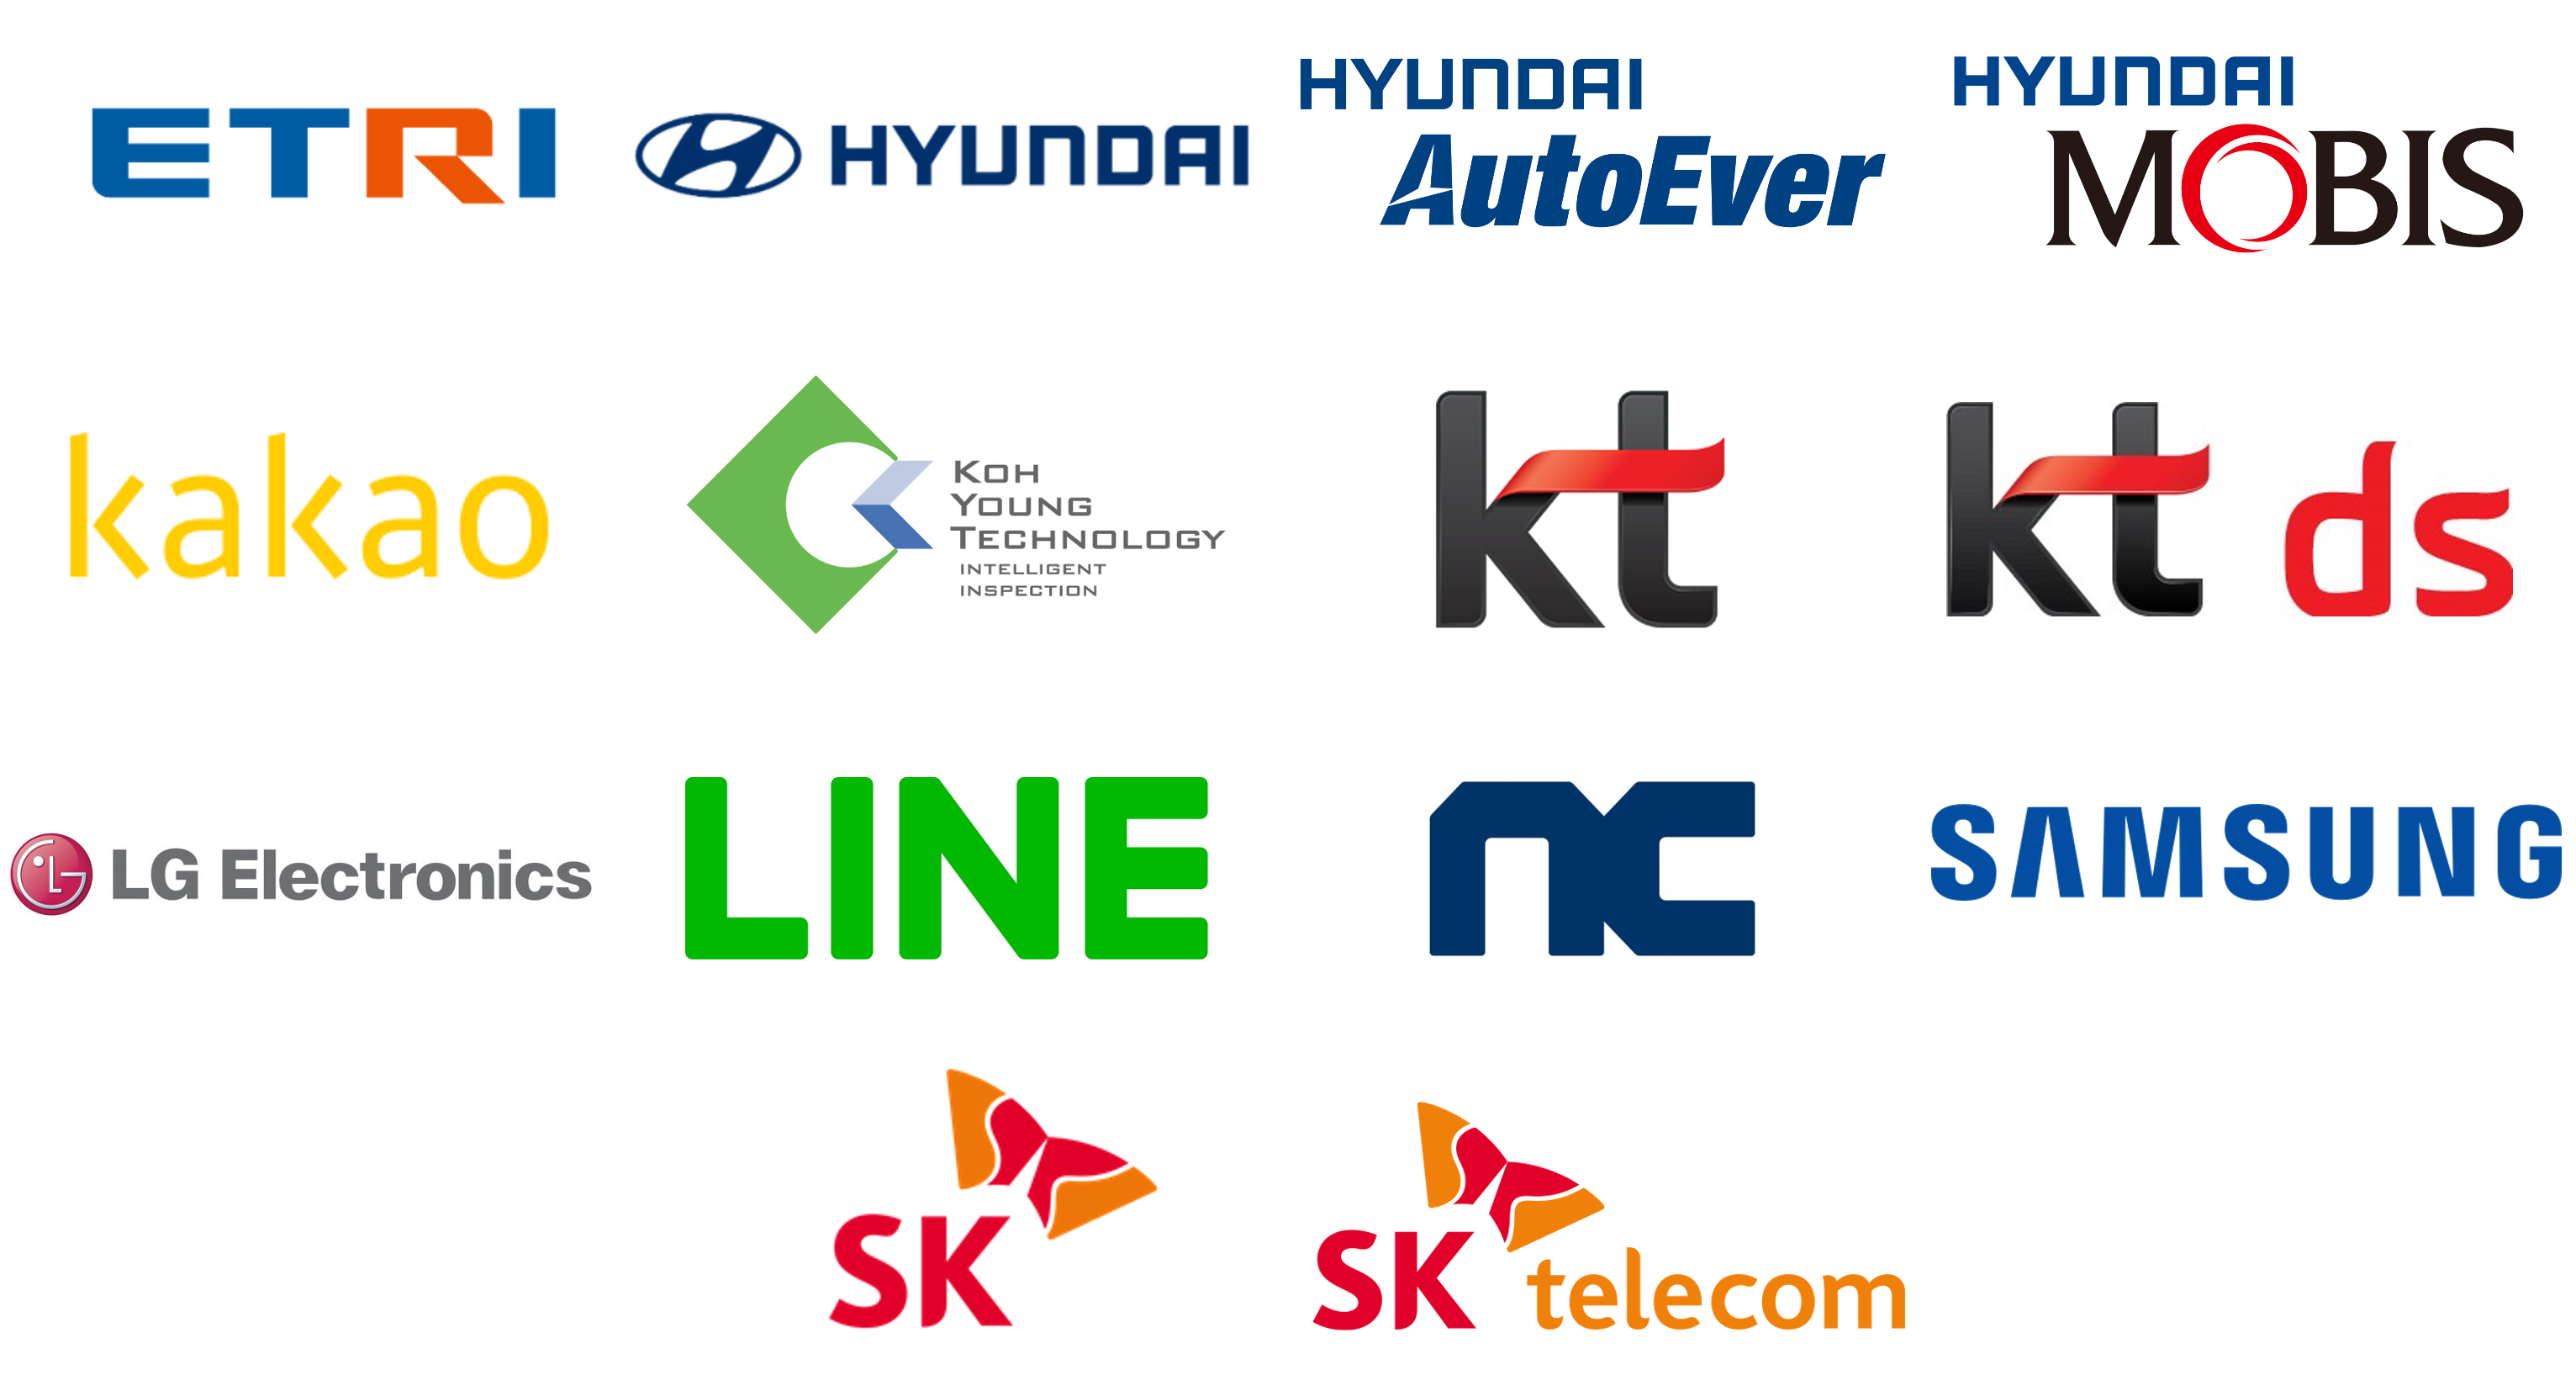 ETRI
HYUNDAI
HYUNDAI
AutoEver
HYUNDAI
MOBIS
kakao
KOH
YOUNG
TECHNOLOGY
INTELLIGENT
INSPECTION
kt
kt ds
LG Electronics
LINE
nc
SAMSUNG
SK
SK telecom